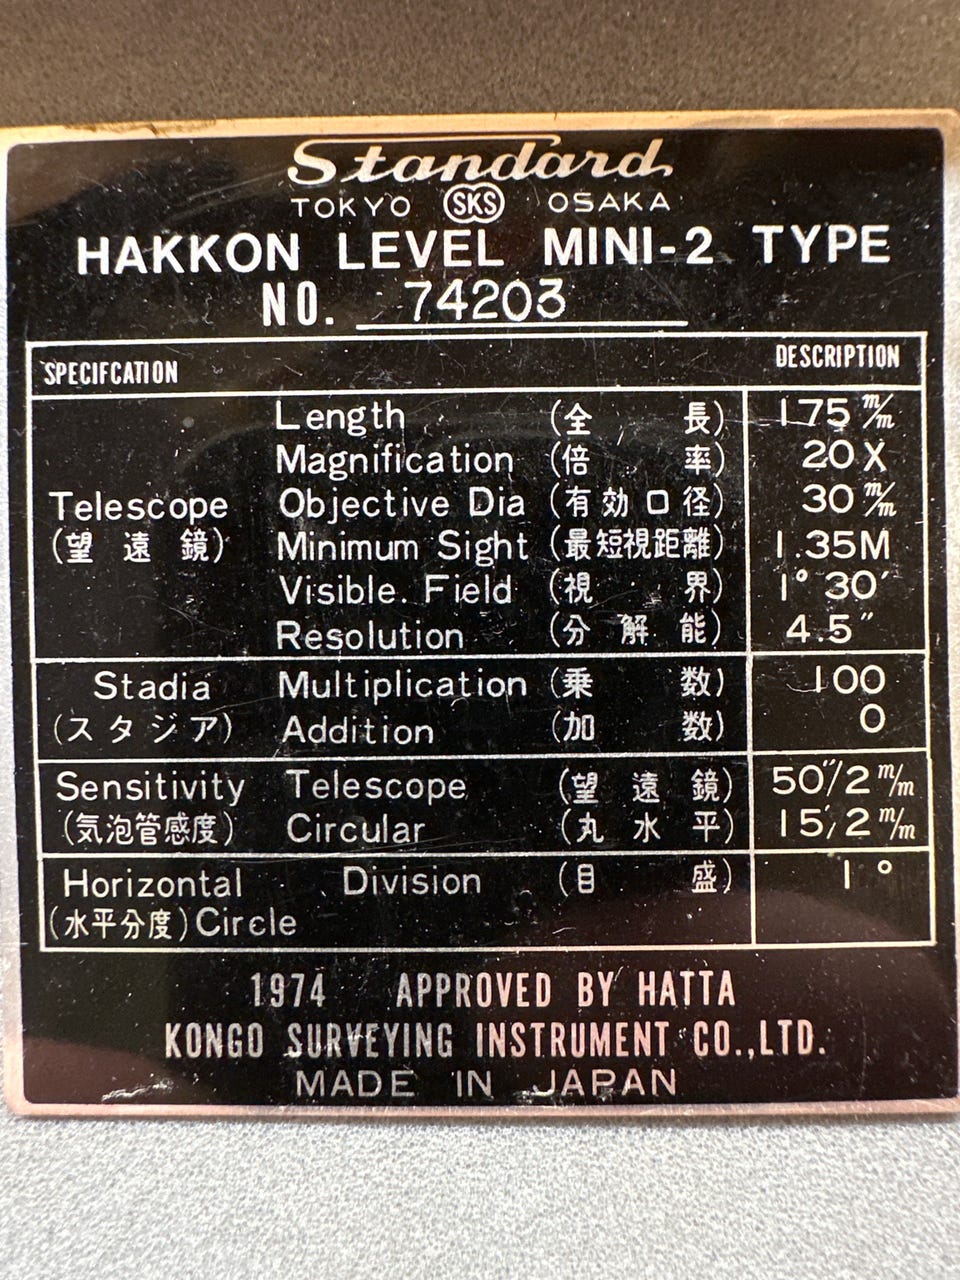 Standard
TOKYO SKS OSAKA
HAKKON LEVEL MINI-2 TYPE
NO. 74203
SPECIFCATION DESCRIPTION
Telescope (望遠鏡)
Length (全長) 175 m/m
Magnification (倍率) 20X
Objective Dia (有効口径) 30 m/m
Minimum Sight (最短視距離) 1.35M
Visible. Field (視界) 1° 30′
Resolution (分解能) 4.5″
Stadia (スタジア)
Multiplication (乗数) 100
Addition (加数) 0
Sensitivity (気泡管感度)
Telescope (望遠鏡) 50″/2 m/m
Circular (丸水平) 15′/2 m/m
Horizontal (水平分度) Circle
Division (目盛) 1°
1974 APPROVED BY HATTA
KONGO SURVEYING INSTRUMENT CO.,LTD.
MADE IN JAPAN